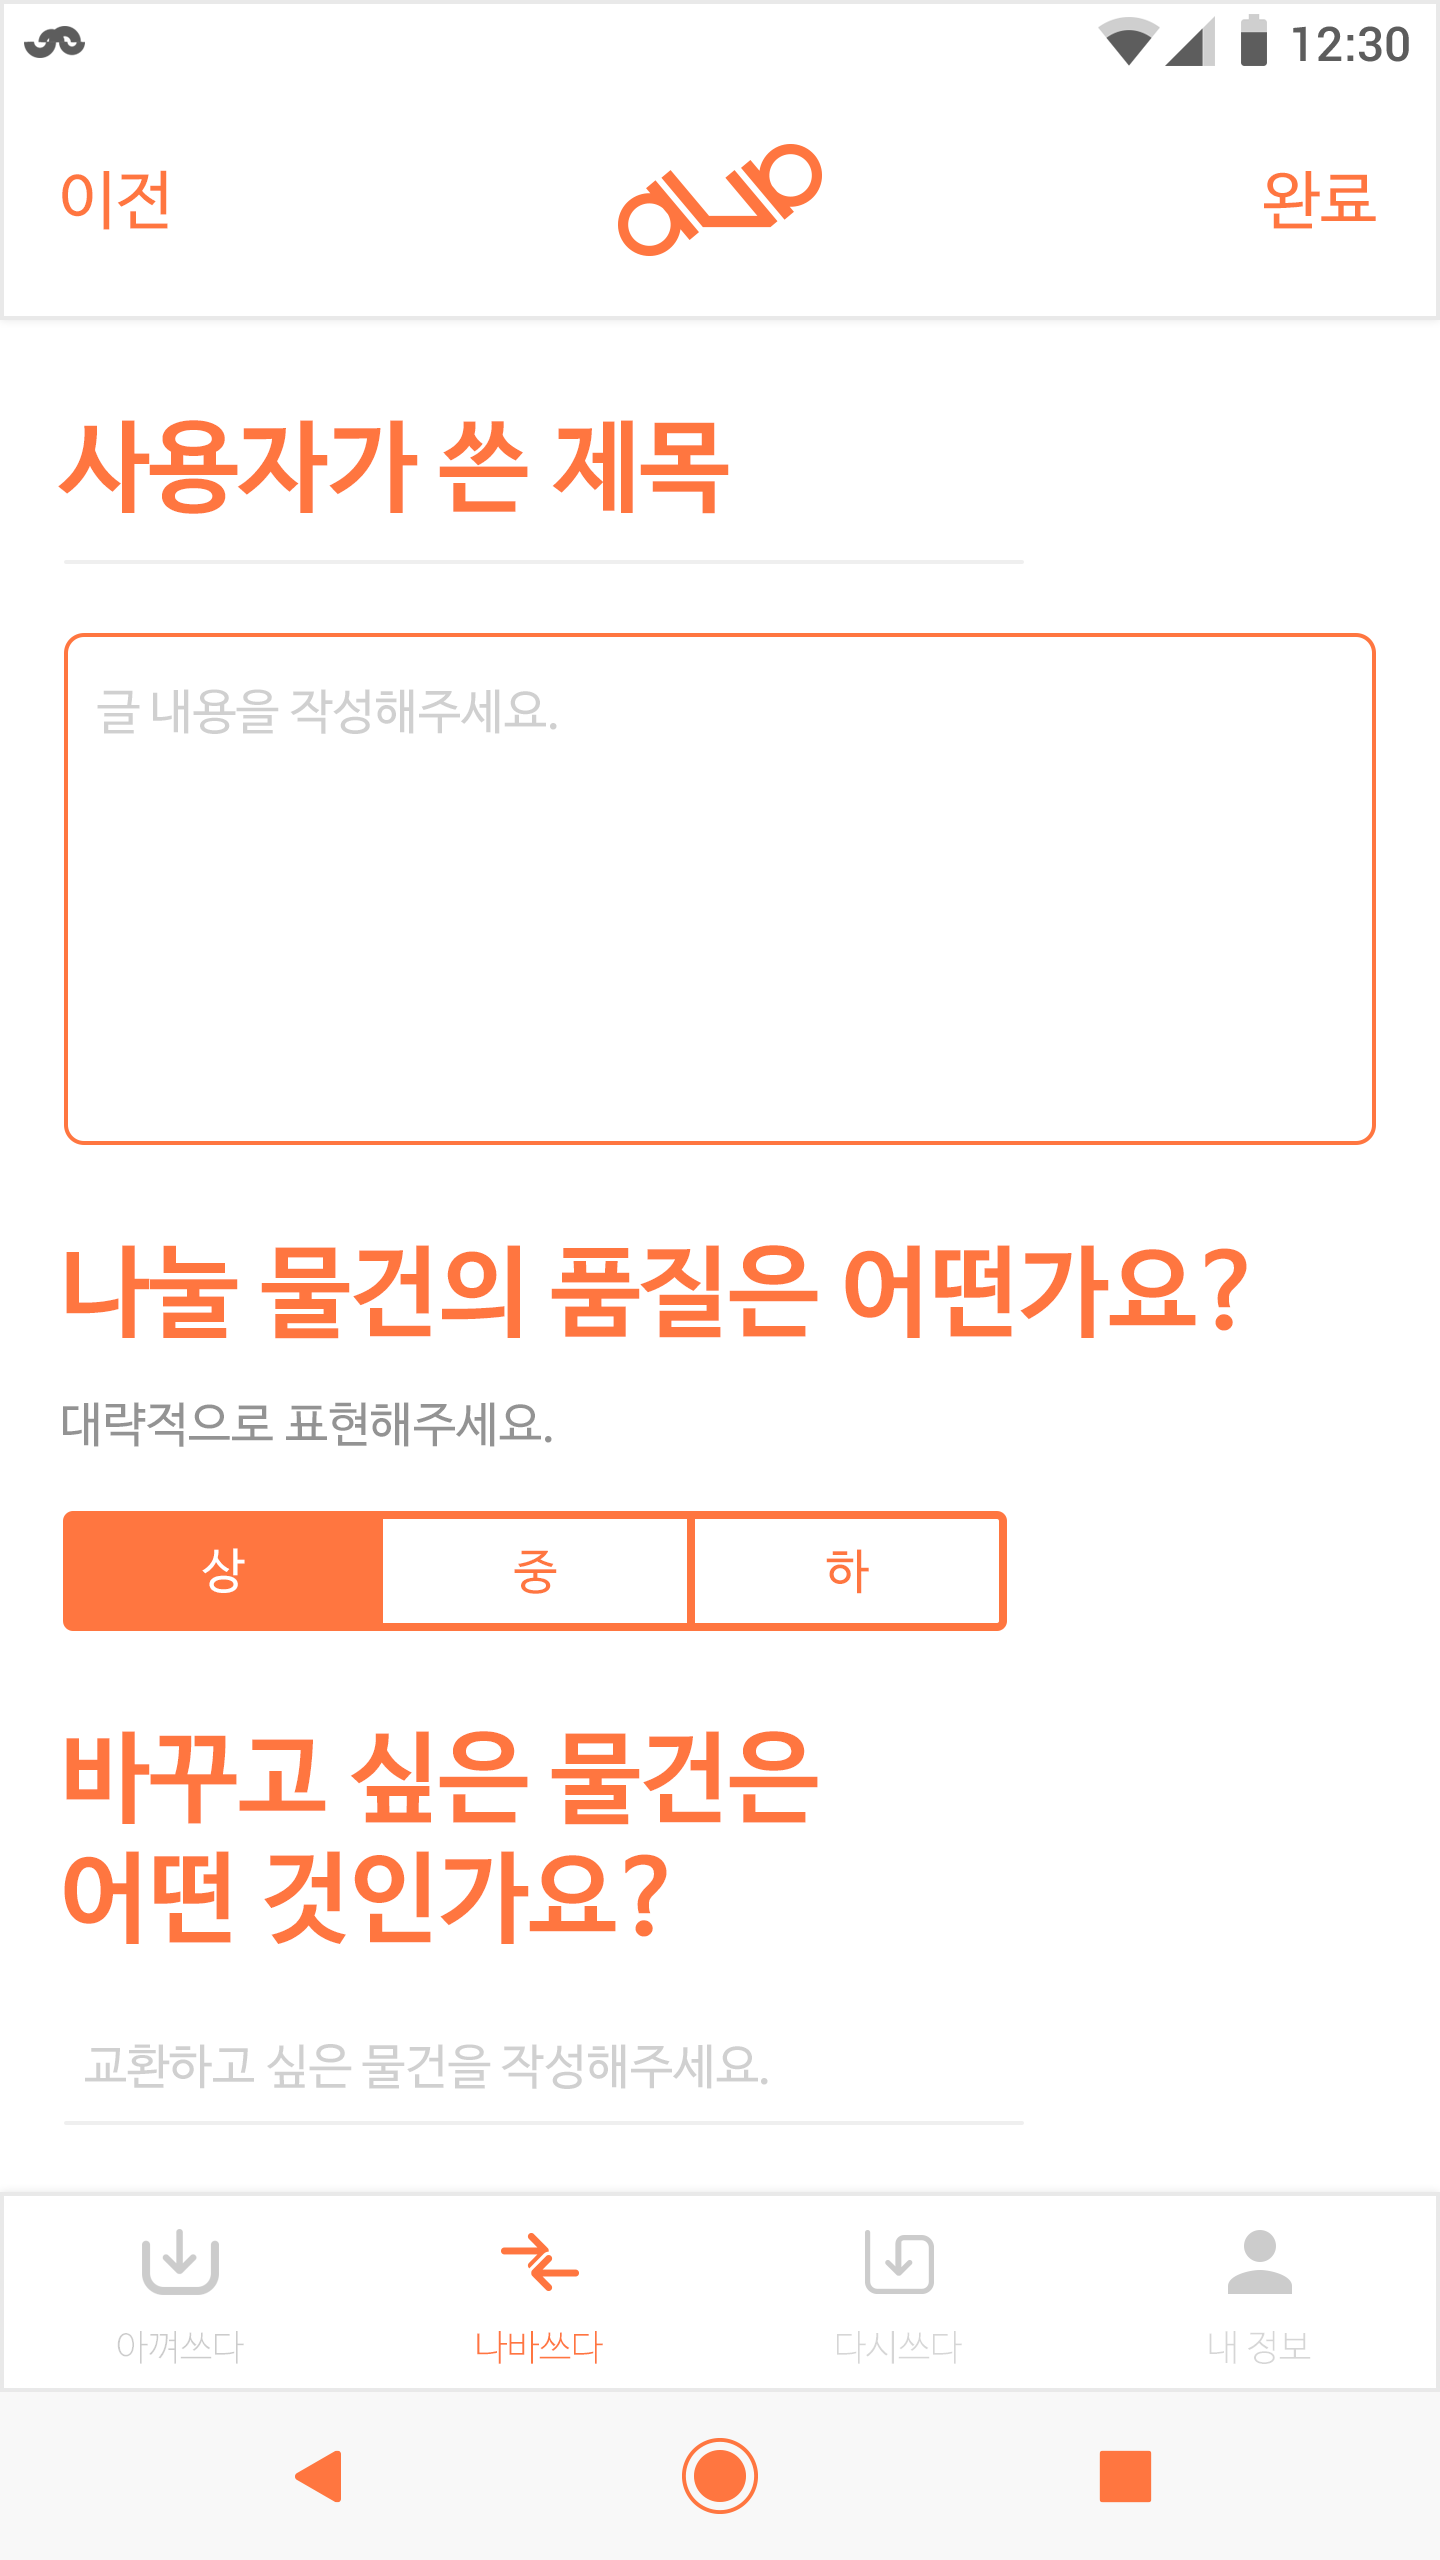 12:30
이전
완료
사용자가 쓴 제목
글 내용을 작성해주세요.
나눌 물건의 품질은 어떤가요?
대략적으로 표현해주세요.
상 중 하
바꾸고 싶은 물건은
어떤 것인가요?
교환하고 싶은 물건을 작성해주세요.
아껴쓰다 나바쓰다 다시쓰다 내 정보